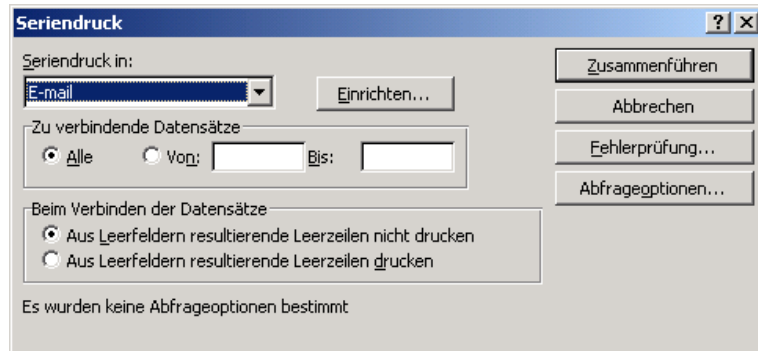 Seriendruck
Seriendruck in:
E-mail
Einrichten...
Zu verbindende Datensätze
Alle
Von:
Bis:
Beim Verbinden der Datensätze
Aus Leerfeldern resultierende Leerzeilen nicht drucken
Aus Leerfeldern resultierende Leerzeilen drucken
Es wurden keine Abfrageoptionen bestimmt
Zusammenführen
Abbrechen
Fehlerprüfung...
Abfrageoptionen...